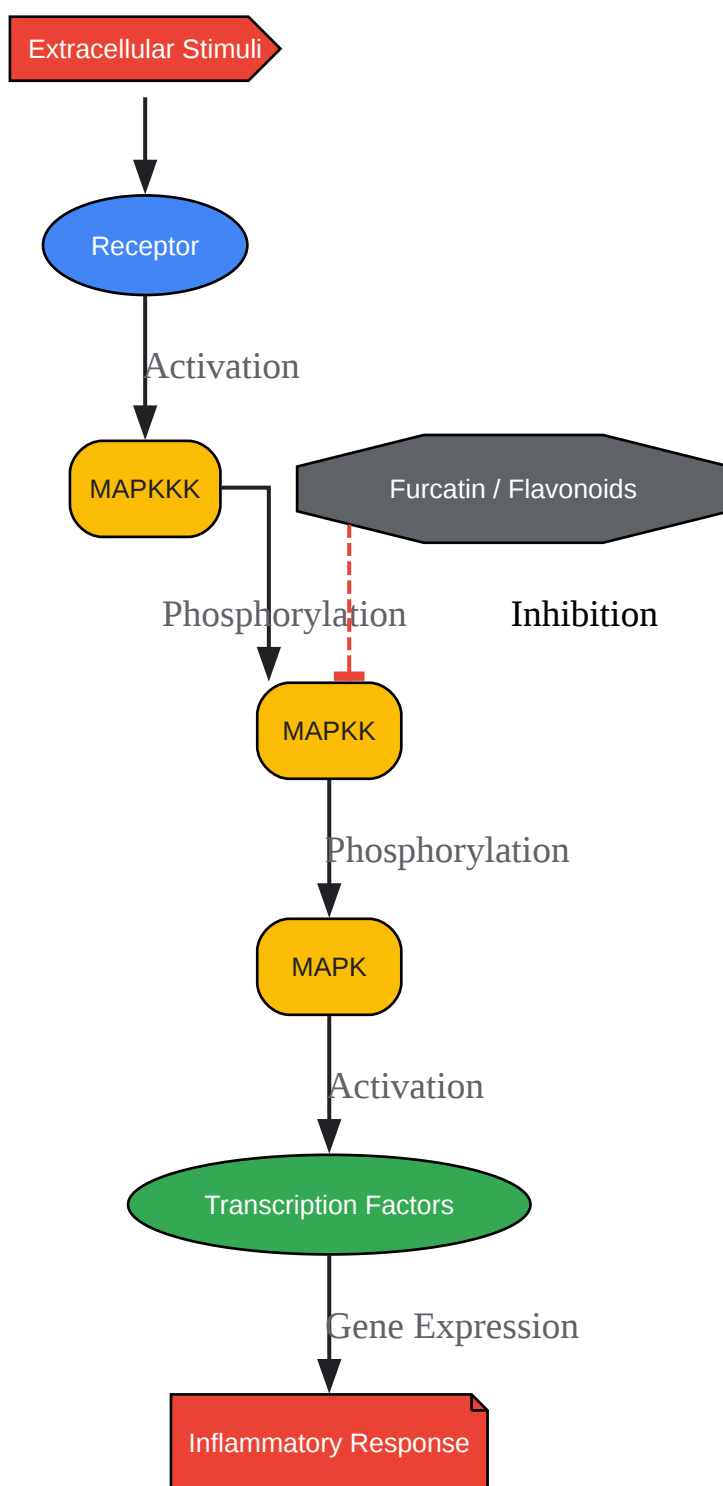 Extracellular Stimuli
Receptor
Activation
MAPKKK
Furcatin / Flavonoids
Phosphorylation
Inhibition
MAPKK
Phosphorylation
MAPK
Activation
Transcription Factors
Gene Expression
Inflammatory Response